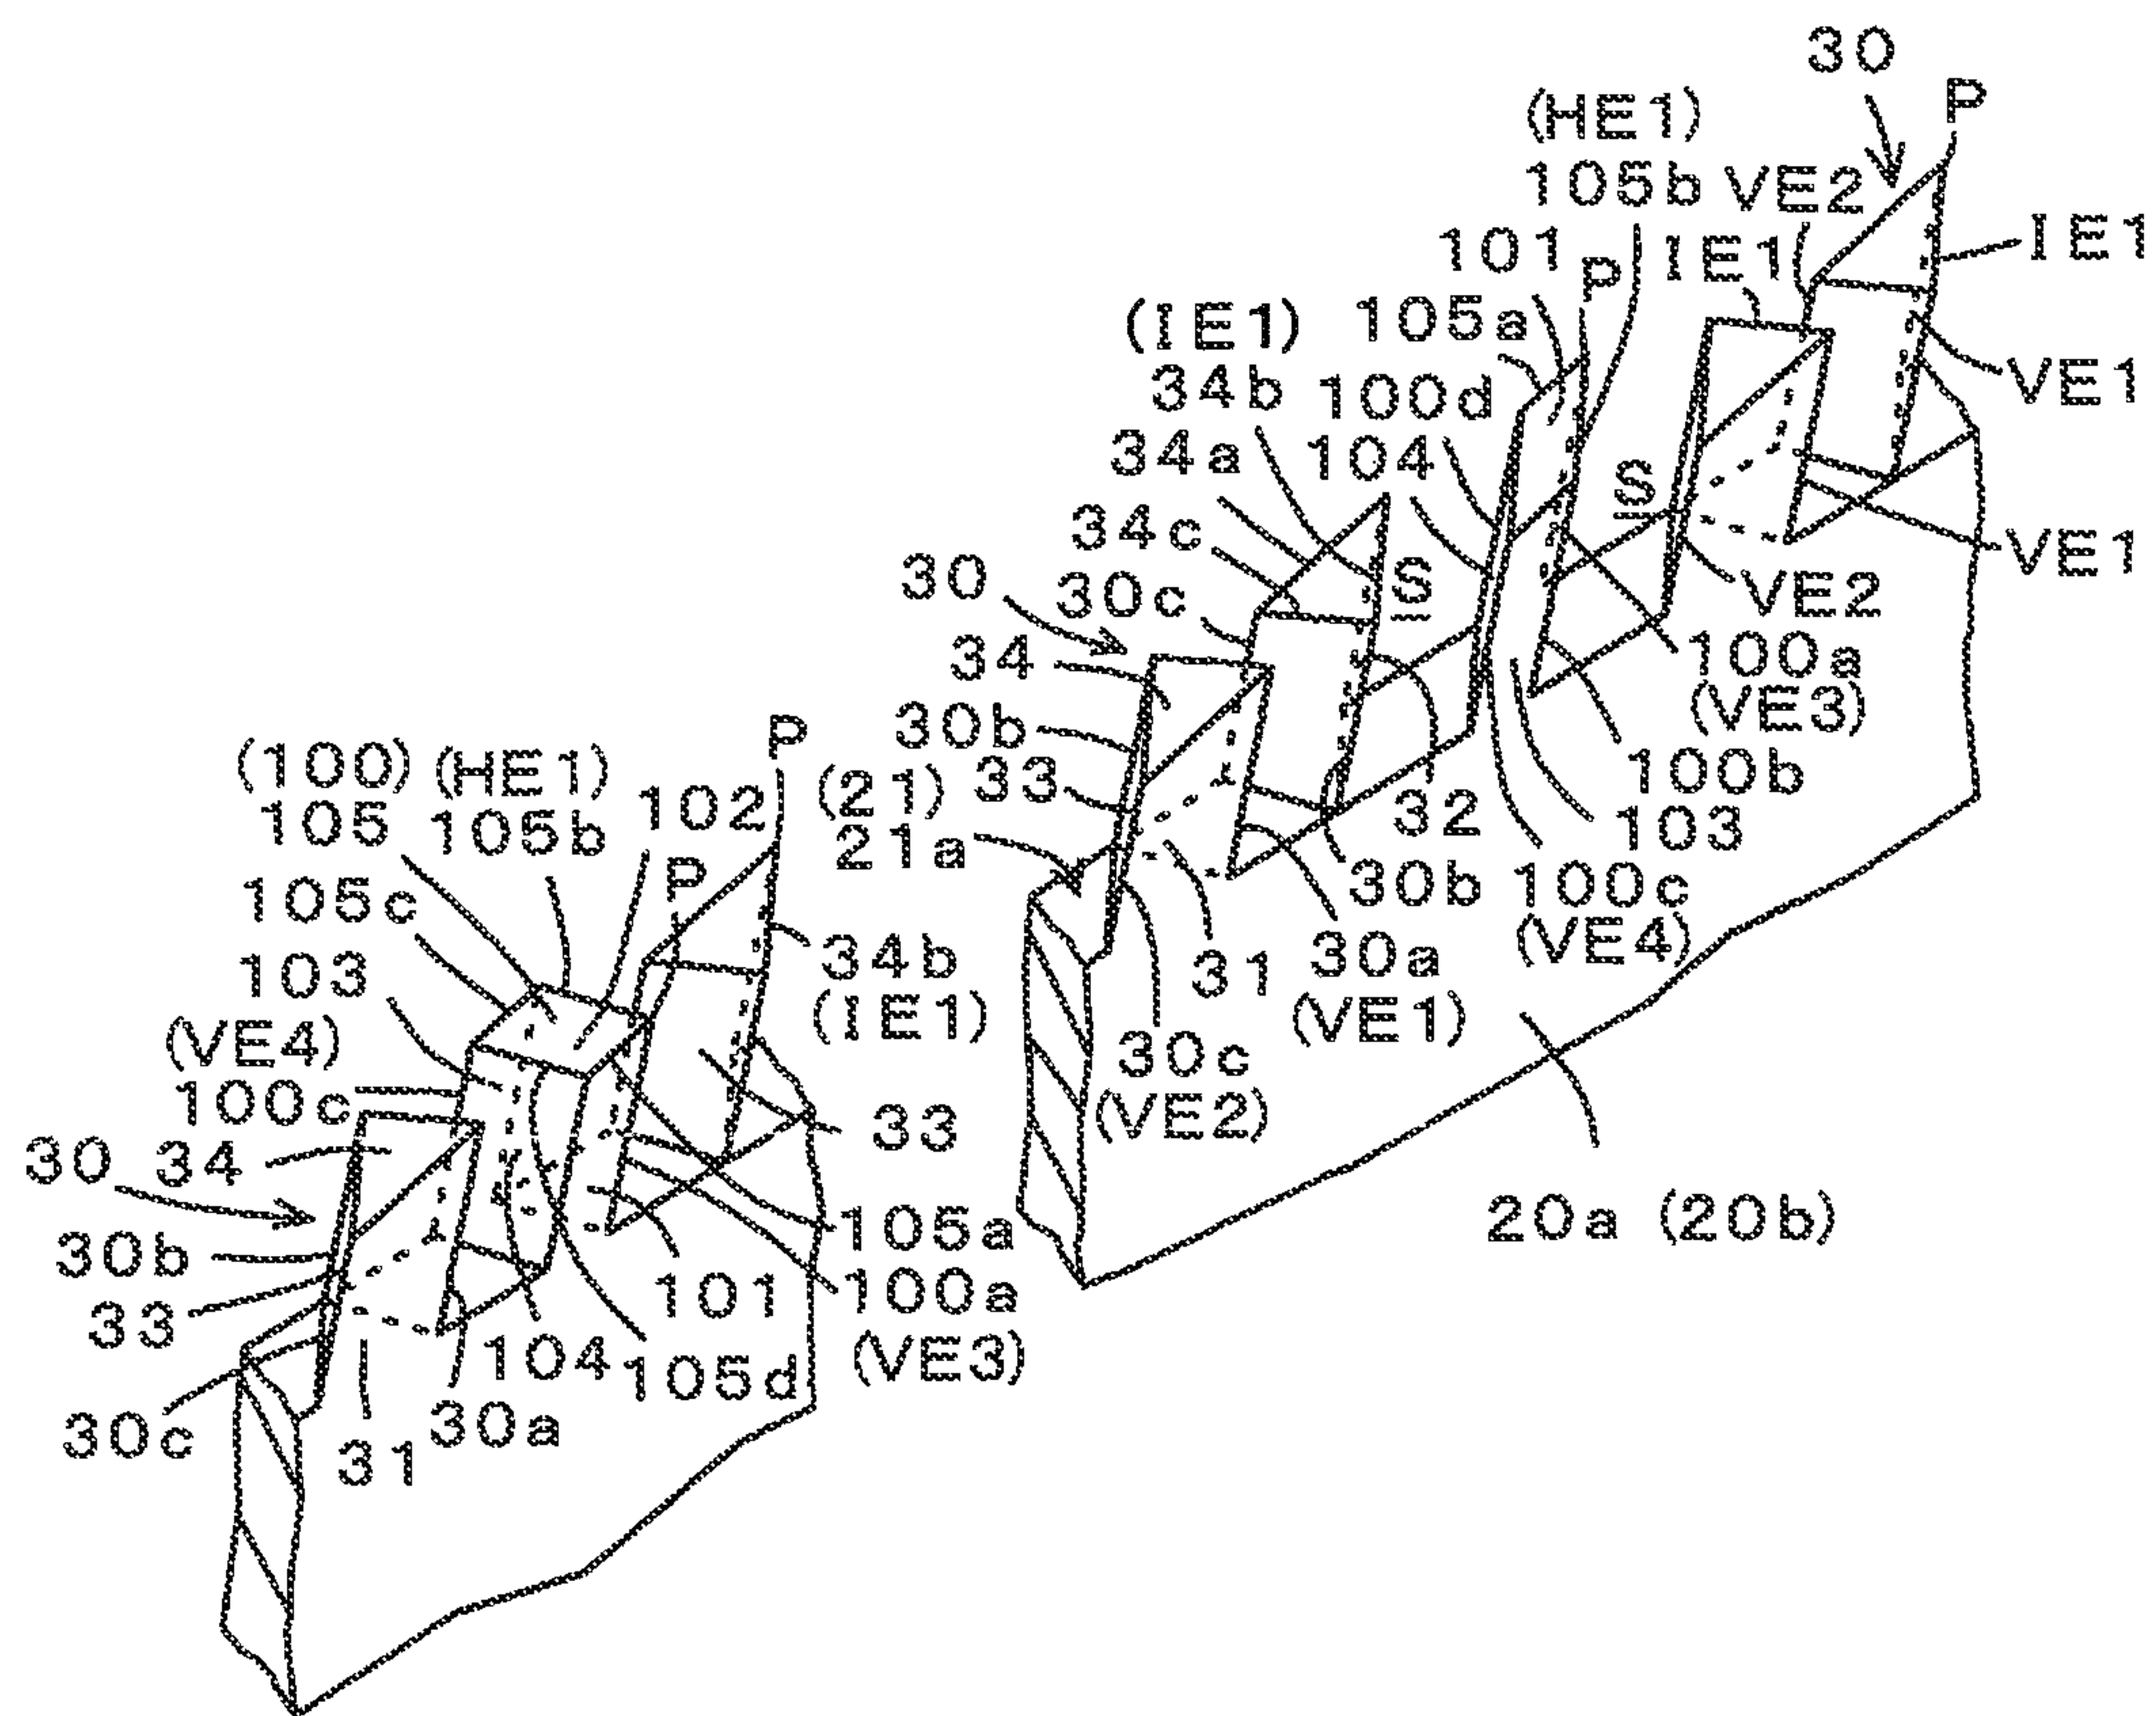 30
P
(HE1)
105b
VE2
IE1
101
P
IE1
(IE1)
105a
34b
100d
VE1
34a
104
S
34c
VE1
30
30c
S
VE2
34
100a
(VE3)
30b
P
(100)
(HE1)
(21)
33
100b
105
105b
102
21a
32
103
P
30b
100c
(VE4)
105c
34b
(IE1)
31
30a
(VE1)
103
(VE4)
30c
(VE2)
100c
33
30
34
20a (20b)
105a
30b
101
100a
(VE3)
33
104
105d
30c
31
30a